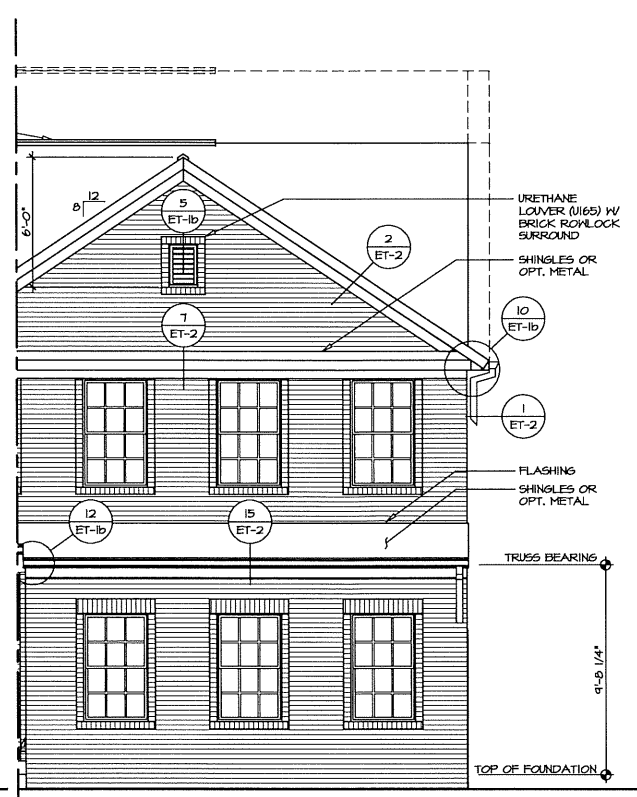 12
8
6'-0"
5
ET-1b
URETHANE
LOUVER (U165) W/
BRICK ROWLOCK
SURROUND
2
ET-2
SHINGLES OR
OPT. METAL
10
ET-1b
7
ET-2
1
ET-2
FLASHING
SHINGLES OR
OPT. METAL
12
ET-1b
15
ET-2
TRUSS BEARING
9'-8 1/4"
TOP OF FOUNDATION